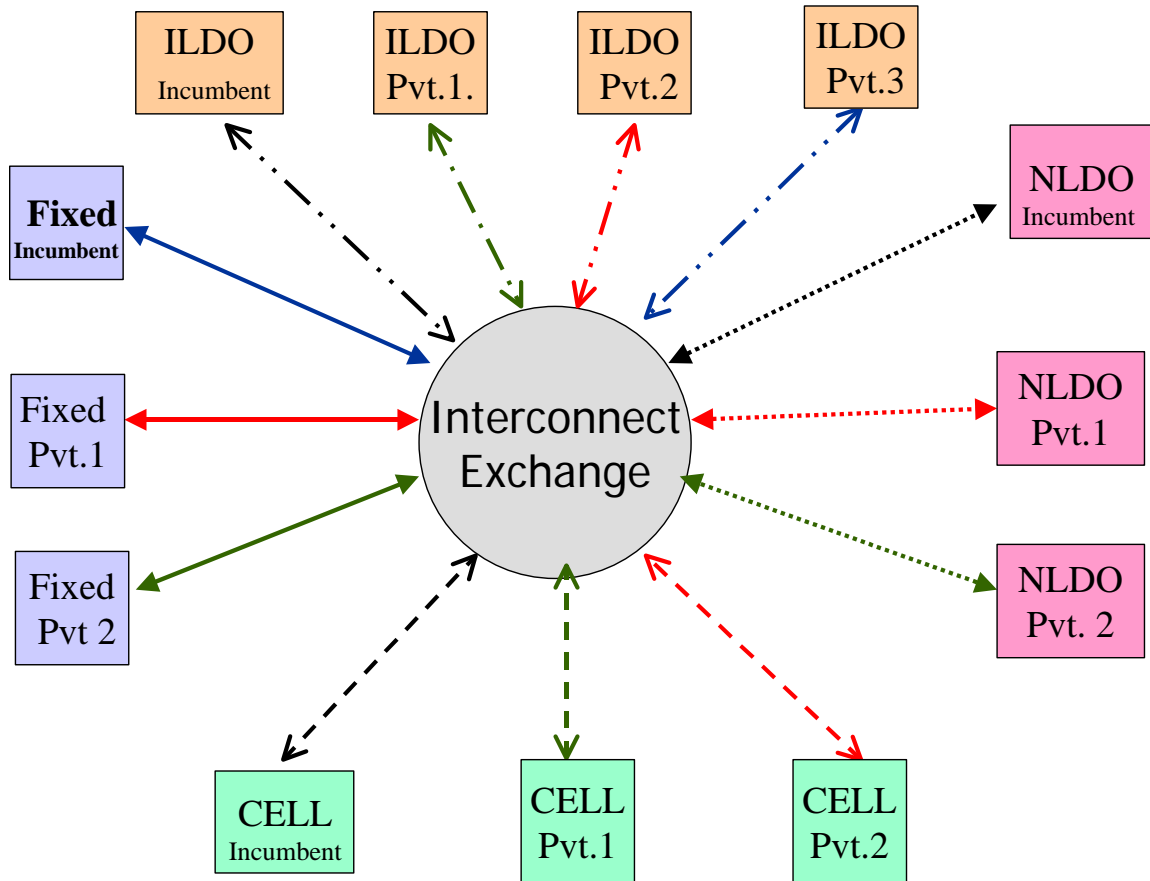 ILDO
Incumbent
ILDO
Pvt.1.
ILDO
Pvt.2
ILDO
Pvt.3
Fixed
Incumbent
NLDO
Incumbent
Fixed
Pvt.1
Interconnect
Exchange
NLDO
Pvt.1
Fixed
Pvt 2
NLDO
Pvt. 2
CELL
Incumbent
CELL
Pvt.1
CELL
Pvt.2